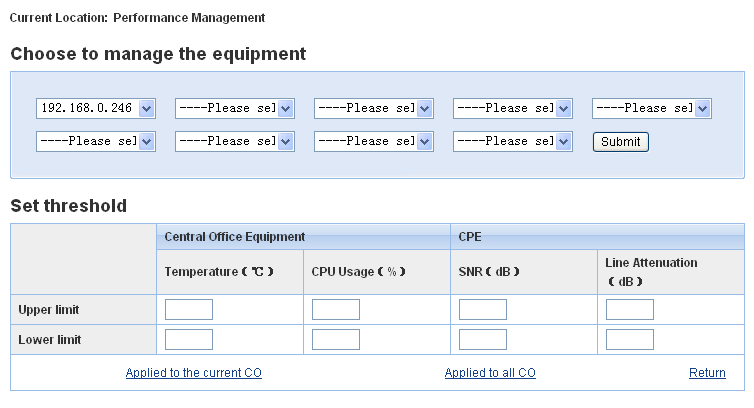 Current Location: Performance Management
Choose to manage the equipment
192.168.0.246 ----Please sel ----Please sel ----Please sel ----Please sel
----Please sel ----Please sel ----Please sel ----Please sel Submit
Set threshold
Central Office Equipment CPE
Temperature（℃） CPU Usage（%） SNR（dB） Line Attenuation
（dB）
Upper limit
Lower limit
Applied to the current CO Applied to all CO Return